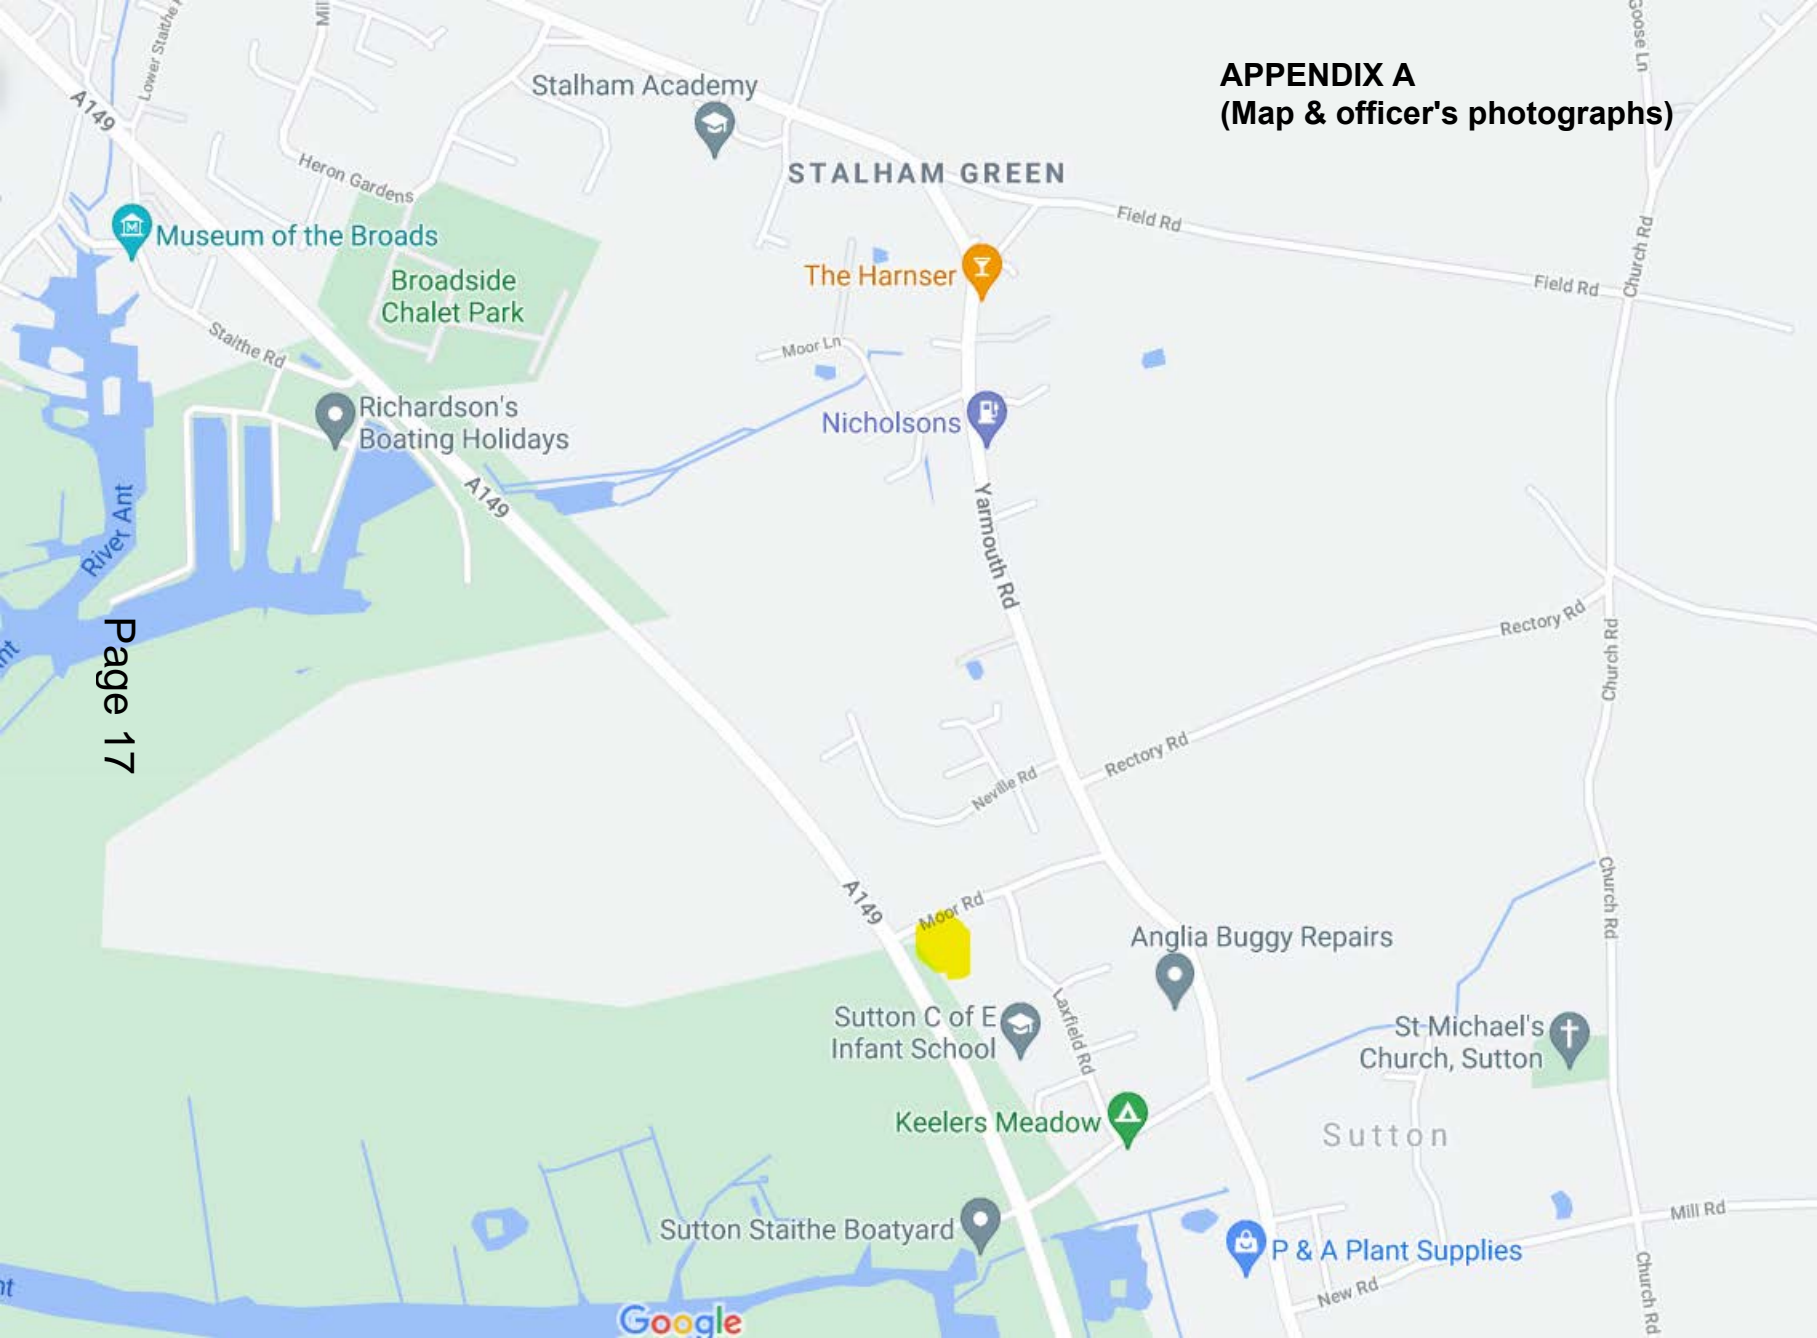 APPENDIX A
(Map & officer's photographs)
Goose Ln
Lower Staithe
A149
Stalham Academy
STALHAM GREEN
Heron Gardens
Field Rd
Church Rd
Museum of the Broads
Broadside
Chalet Park
The Harnser
Field Rd
Staithe Rd
Moor Ln
Richardson's
Boating Holidays
Nicholsons
A149
River Ant
Yarmouth Rd
Rectory Rd
Church Rd
Page 17
Rectory Rd
Neville Rd
A149
Moor Rd
Church Rd
Anglia Buggy Repairs
Sutton C of E
Infant School
Laxfield Rd
St Michael's
Church, Sutton
Keelers Meadow
Sutton
Sutton Staithe Boatyard
Mill Rd
P & A Plant Supplies
New Rd
Church Rd
Google